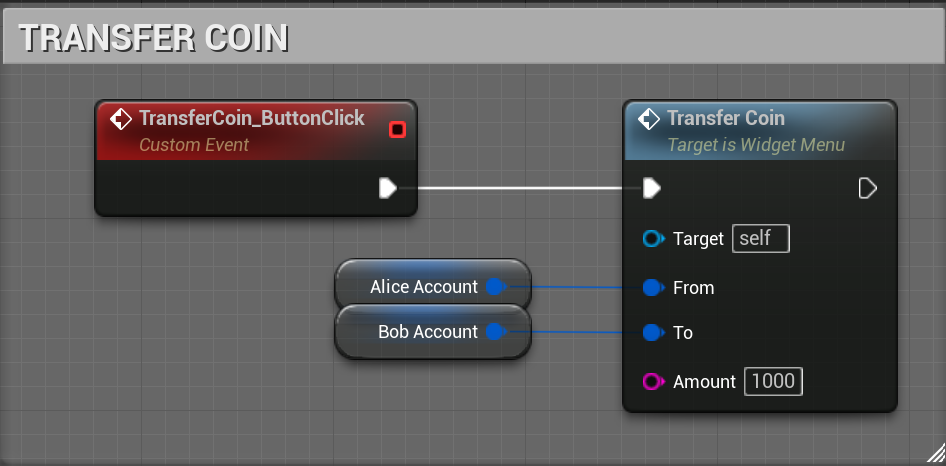 TRANSFER COIN
TransferCoin_ButtonClick
Custom Event
Transfer Coin
Target is Widget Menu
Target self
Alice Account
From
Bob Account
To
Amount 1000